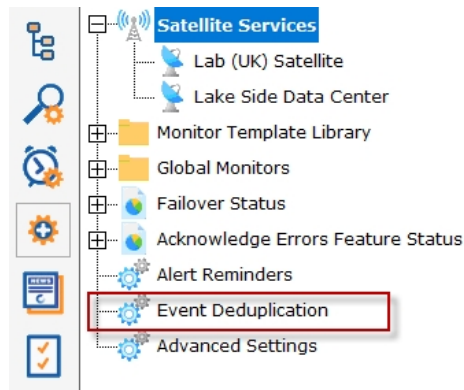 Satellite Services
Lab (UK) Satellite
Lake Side Data Center
Monitor Template Library
Global Monitors
Failover Status
Acknowledge Errors Feature Status
Alert Reminders
NEWS
Event Deduplication
Advanced Settings